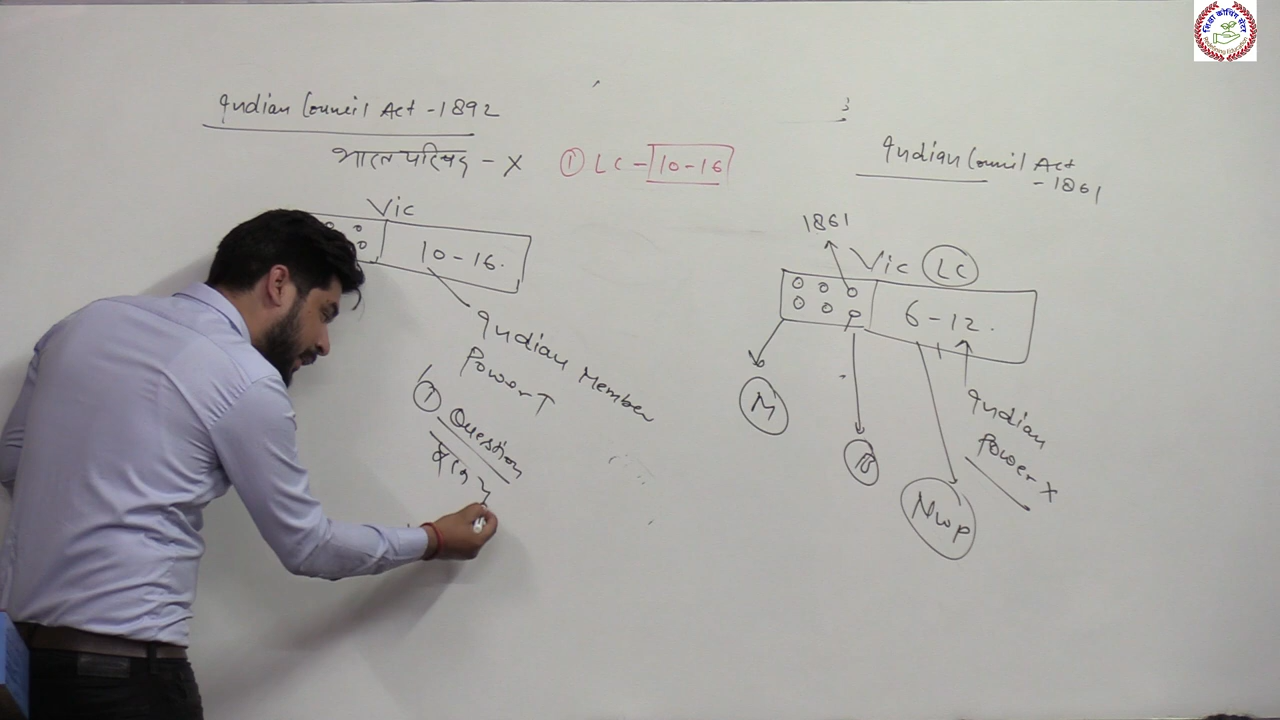 Indian Council Act - 1892
भारत परिषद - X
① LC - 10-16
Vic
10-16.
Indian Member
Power ↑
① Question
Indian Council Act
- 1861
1861
Vic LC
6-12.
M
B
NWP
Indian
Power X